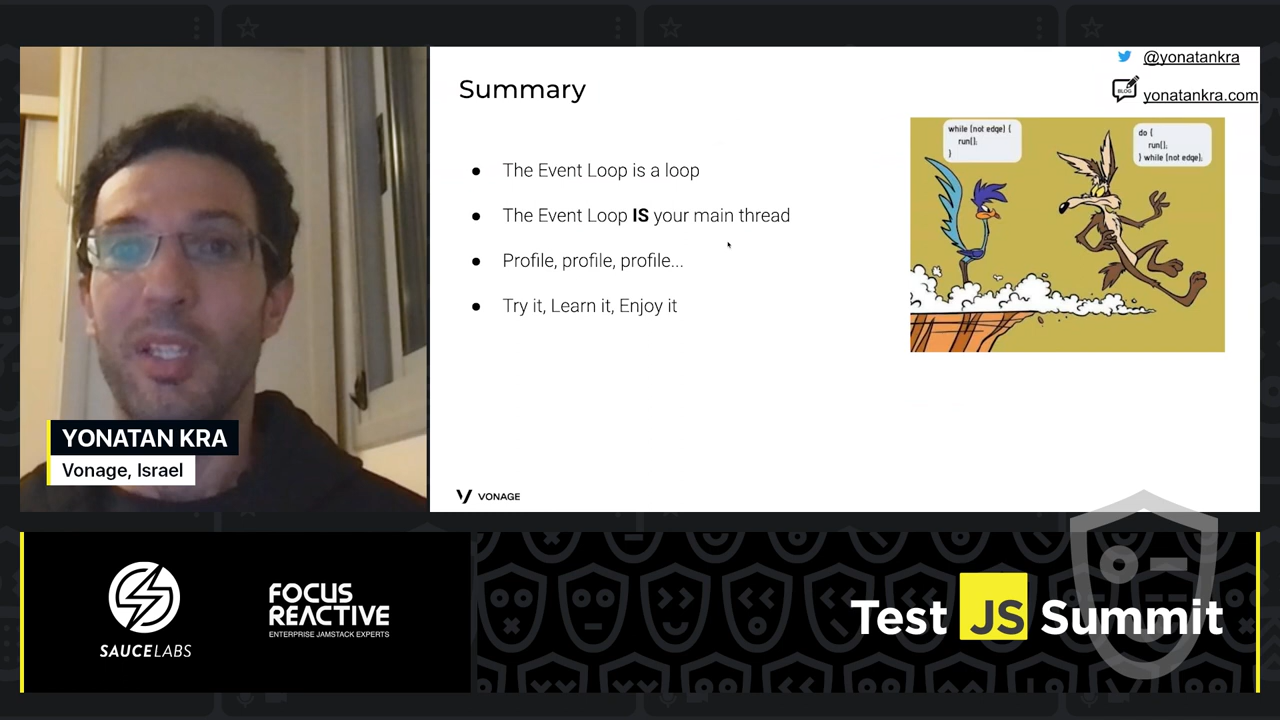 @yonatankra
BLOG
yonatankra.com
Summary
while [not edge] {
run[];
}
do {
run[];
} while [not edge];
● The Event Loop is a loop
● The Event Loop IS your main thread
● Profile, profile, profile...
● Try it, Learn it, Enjoy it
VONAGE
YONATAN KRA
Vonage, Israel
SAUCELABS
FOCUS
REACTIVE
ENTERPRISE JAMSTACK EXPERTS
Test JS Summit